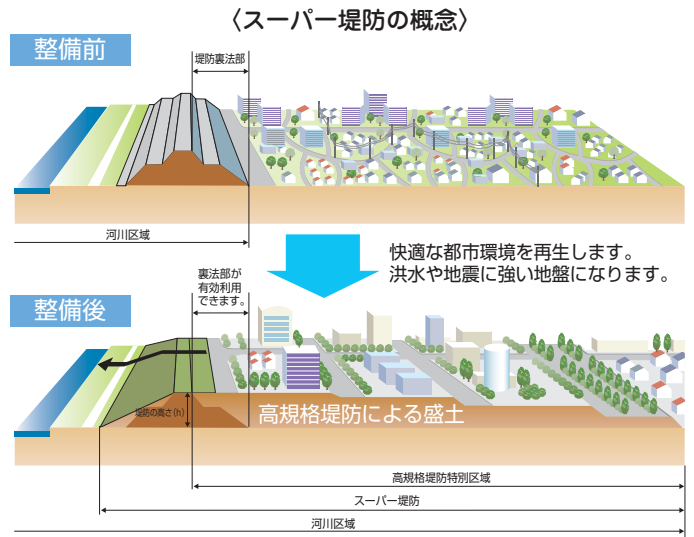 〈スーパー堤防の概念〉
整備前
堤防裏法部
河川区域
快適な都市環境を再生します。
洪水や地震に強い地盤になります。
裏法部が
有効利用
できます。
整備後
堤防の高さ(h)
高規格堤防による盛土
高規格堤防特別区域
スーパー堤防
河川区域